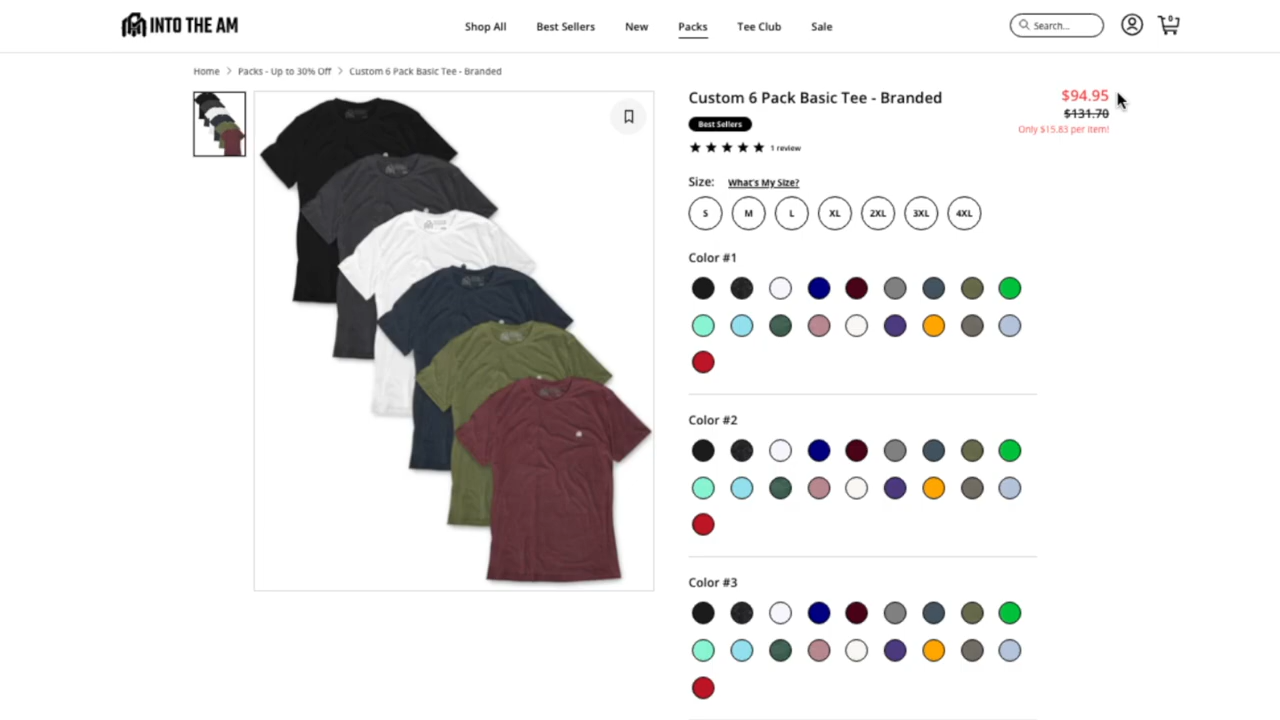 INTO THE AM
Shop All Best Sellers New Packs Tee Club Sale
Search...
0
Home > Packs - Up to 30% Off > Custom 6 Pack Basic Tee - Branded
Custom 6 Pack Basic Tee - Branded
$94.95
$131.70
Only $15.83 per item!
Best Sellers
1 review
Size: What's My Size?
S M L XL 2XL 3XL 4XL
Color #1
Color #2
Color #3